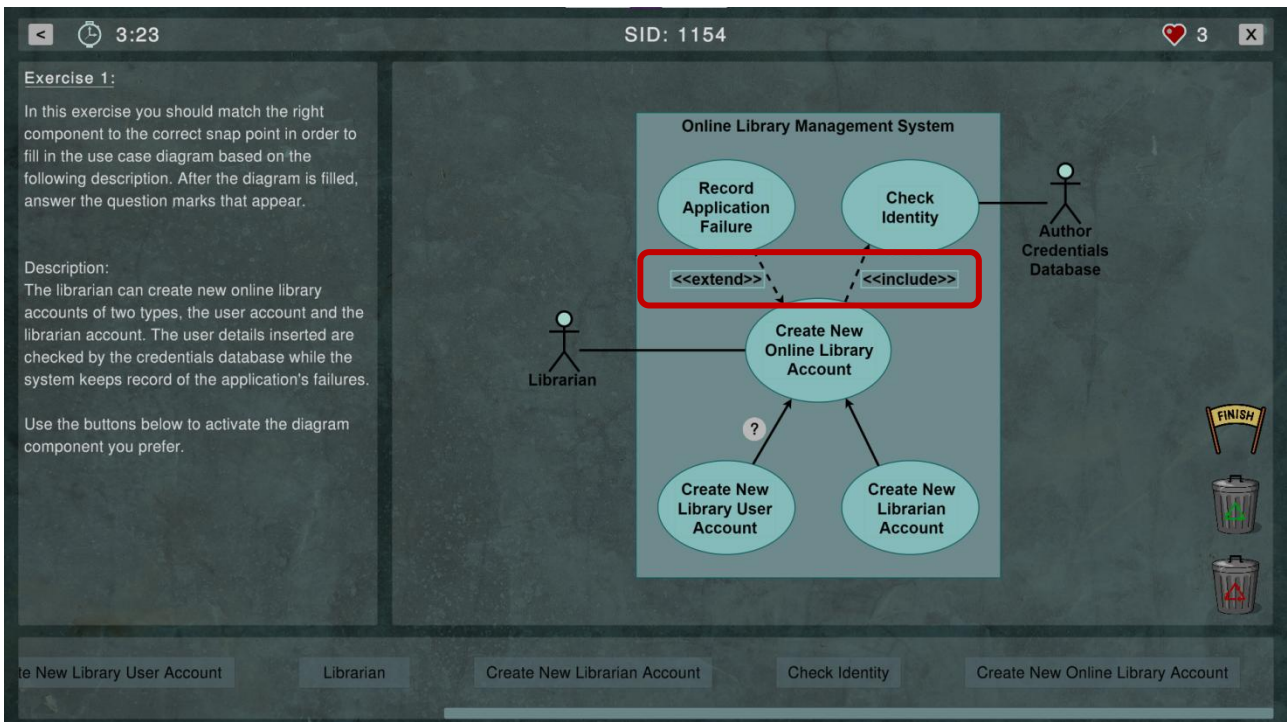 <
3:23
SID: 1154
3
X
Exercise 1:
In this exercise you should match the right
component to the correct snap point in order to
fill in the use case diagram based on the
following description. After the diagram is filled,
answer the question marks that appear.
Description:
The librarian can create new online library
accounts of two types, the user account and the
librarian account. The user details inserted are
checked by the credentials database while the
system keeps record of the application's failures.
Use the buttons below to activate the diagram
component you prefer.
Online Library Management System
Record
Application
Failure
Check
Identity
Author
Credentials
Database
<<extend>>
<<include>>
Create New
Online Library
Account
Librarian
?
Create New
Library User
Account
Create New
Librarian
Account
FINISH
te New Library User Account
Librarian
Create New Librarian Account
Check Identity
Create New Online Library Account